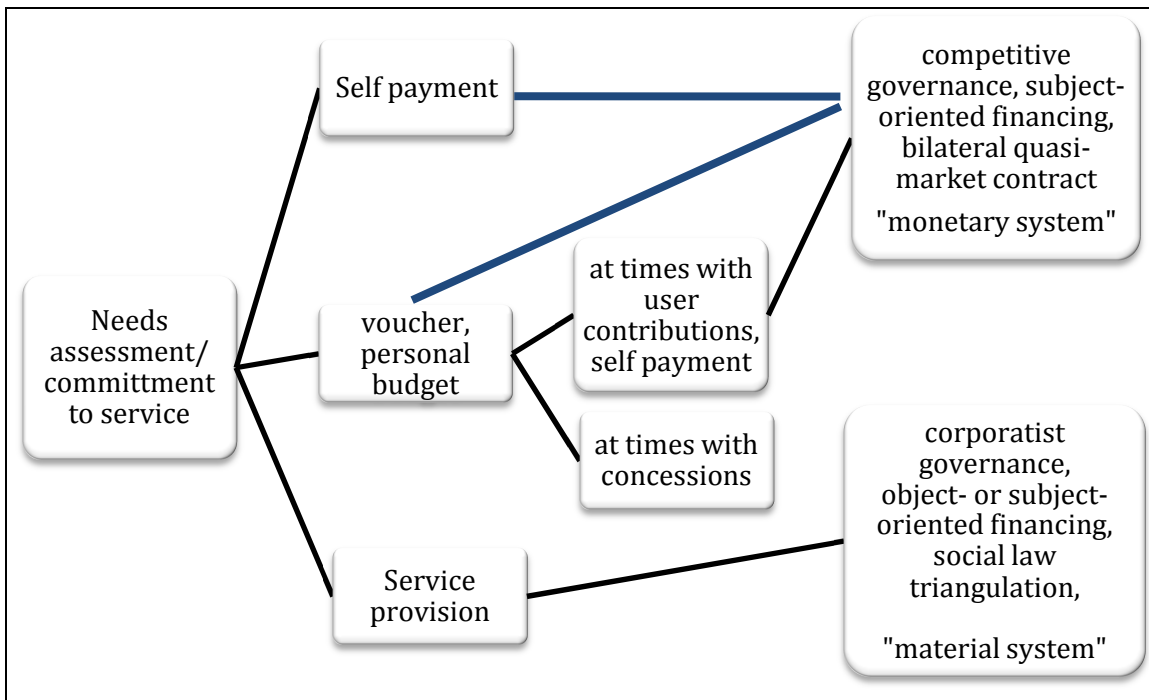 Self payment
competitive
governance, subject-
oriented financing,
bilateral quasi-
market contract
"monetary system"
Needs
assessment/
committment
to service
voucher,
personal
budget
at times with
user
contributions,
self payment
at times with
concessions
Service
provision
corporatist
governance,
object- or subject-
oriented financing,
social law
triangulation,
"material system"